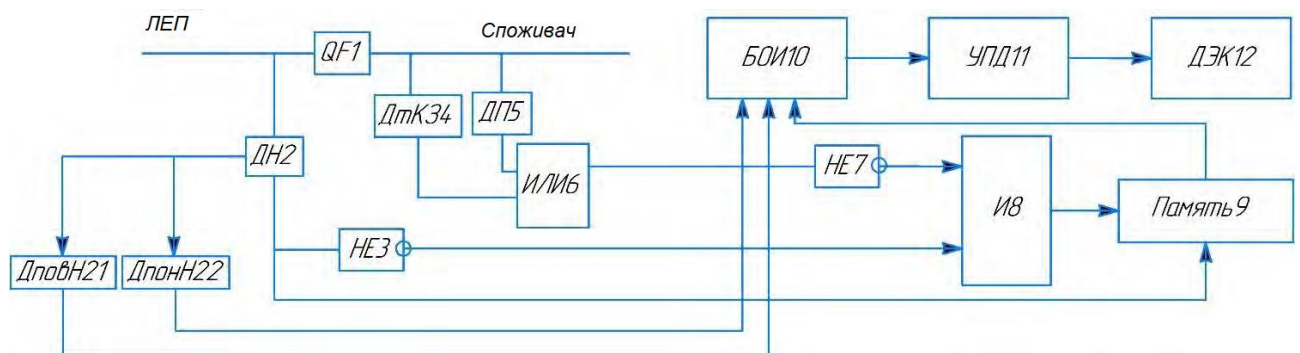 ЛЕП
Споживач
QF1
БОИ10
УПД11
ДЭК12
ДтКЗ4
ДП5
ДН2
ИЛИ6
НЕ7
И8
Память9
НЕ3
ДповН21
ДпонН22